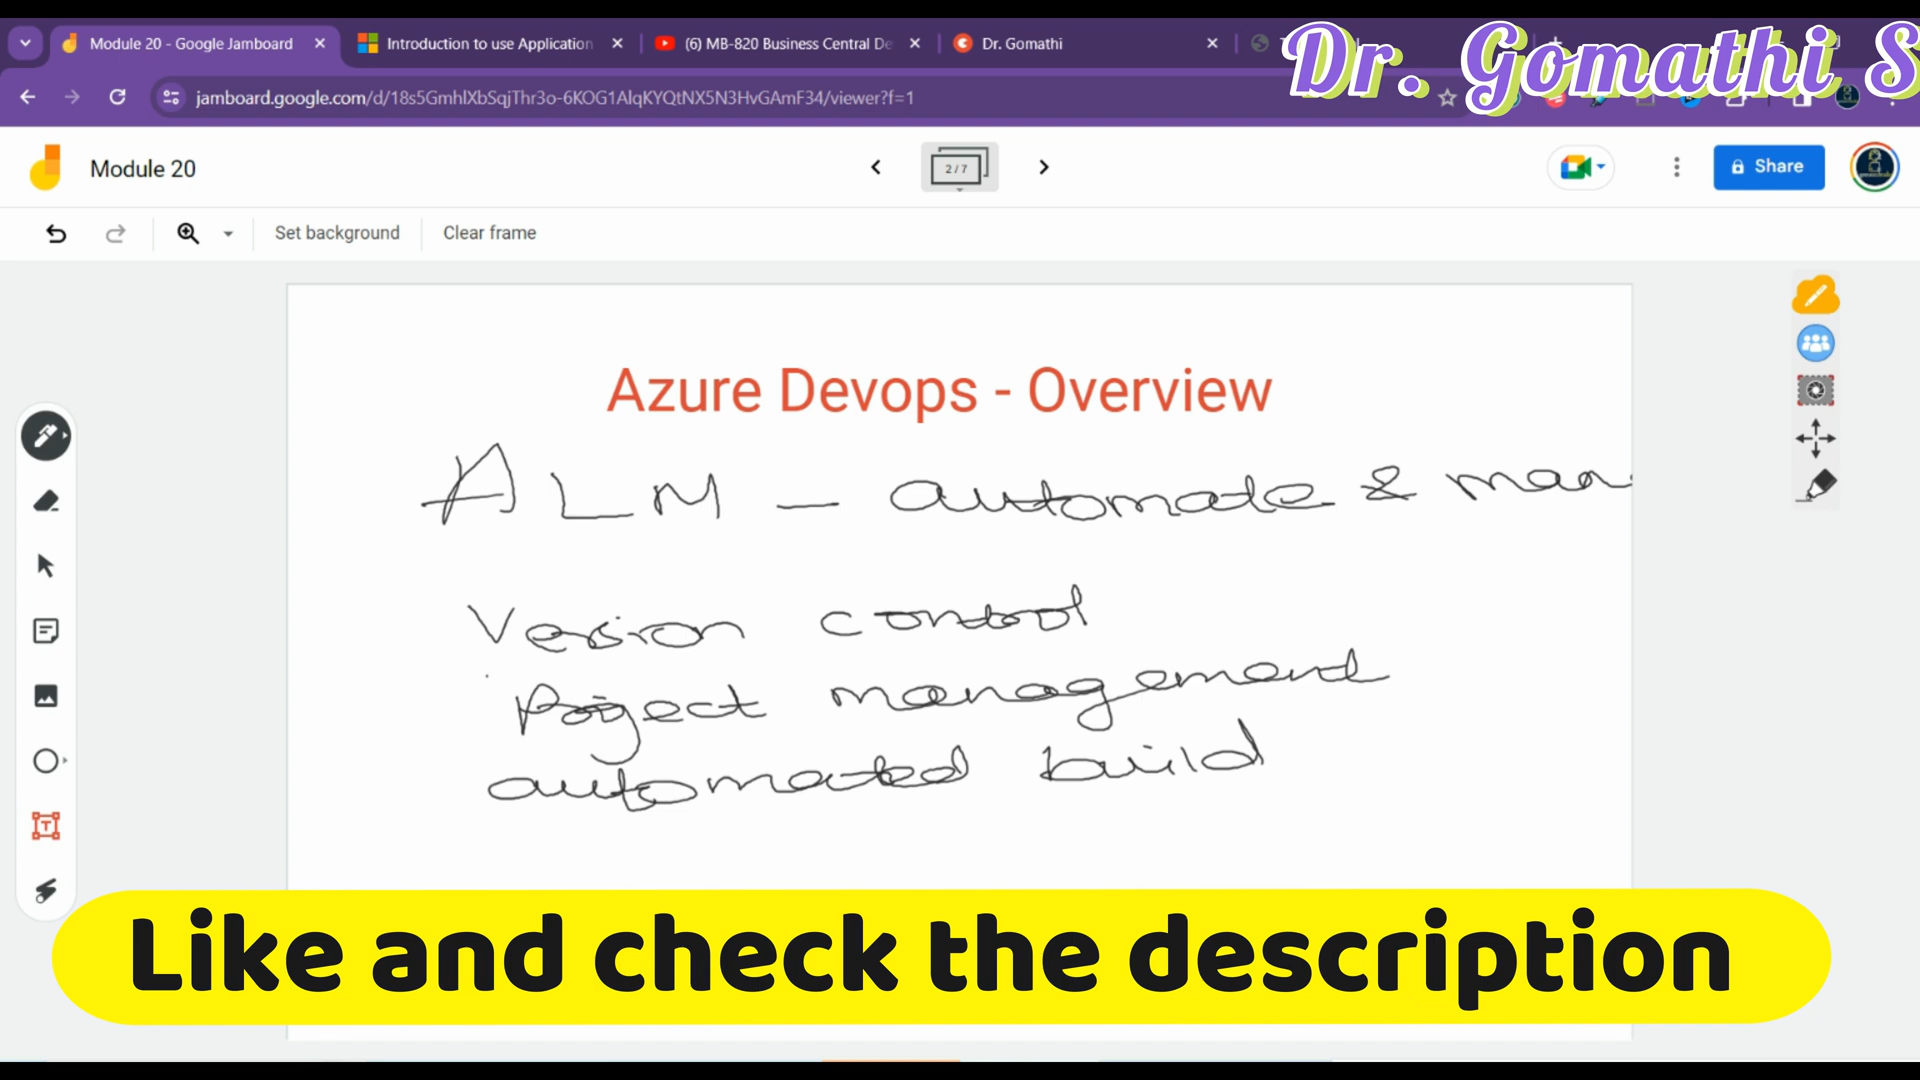 Module 20 - Google Jamboard
Introduction to use Application
(6) MB-820 Business Central De
Dr. Gomathi
Dr. Gomathi S
jamboard.google.com/d/18s5GmhlXbSqjThr3o-6KOG1AlqKYQtNX5N3HvGAmF34/viewer?f=1
Module 20
2/7
Share
Set background
Clear frame
Azure Devops - Overview
ALM - automate & man
Version control
Project management
automated build
Like and check the description